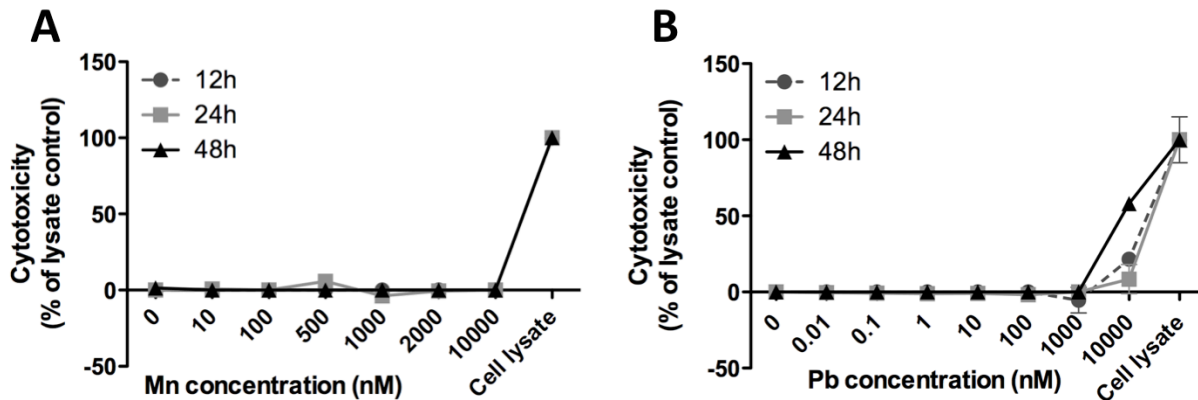 A
Cytotoxicity
(% of lysate control)
150
100
50
0
-50
12h
24h
48h
0
10
100
500
1000
2000
10000
Cell lysate
Mn concentration (nM)
B
Cytotoxicity
(% of lysate control)
150
100
50
0
-50
12h
24h
48h
0
0.01
0.1
1
10
100
1000
10000
Cell lysate
Pb concentration (nM)